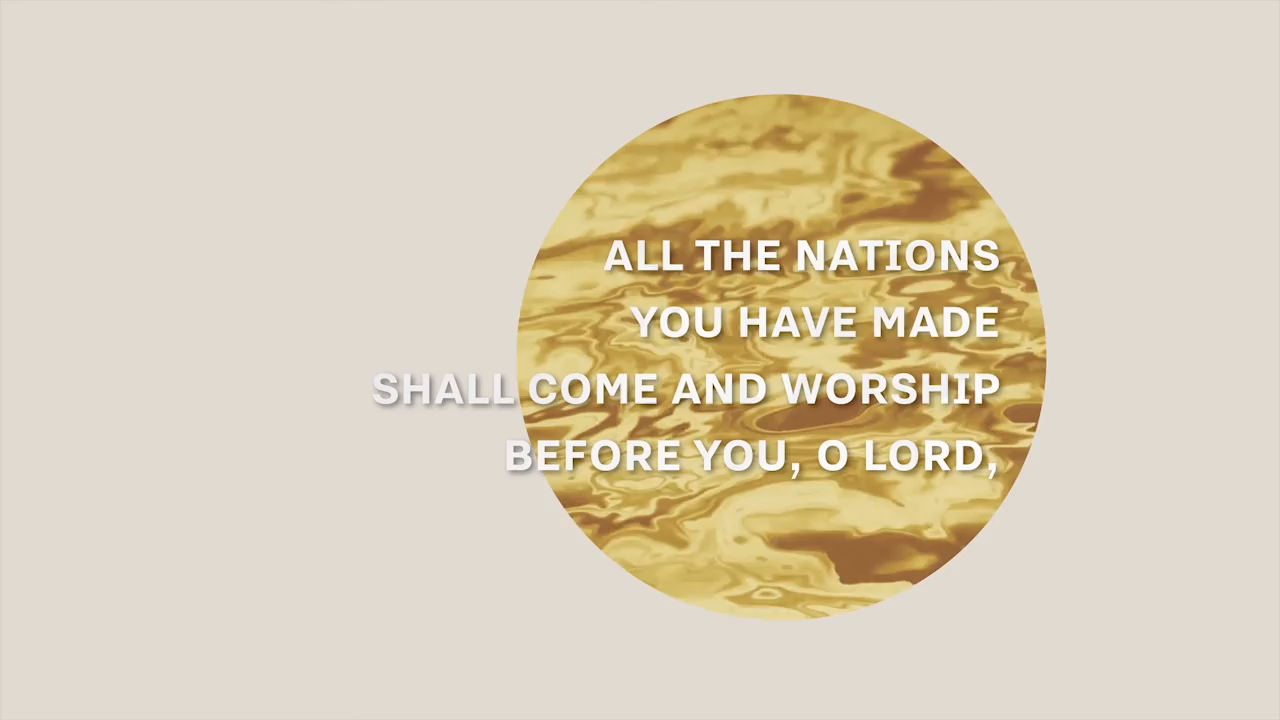 ALL THE NATIONS
YOU HAVE MADE
SHALL COME AND WORSHIP
BEFORE YOU, O LORD,